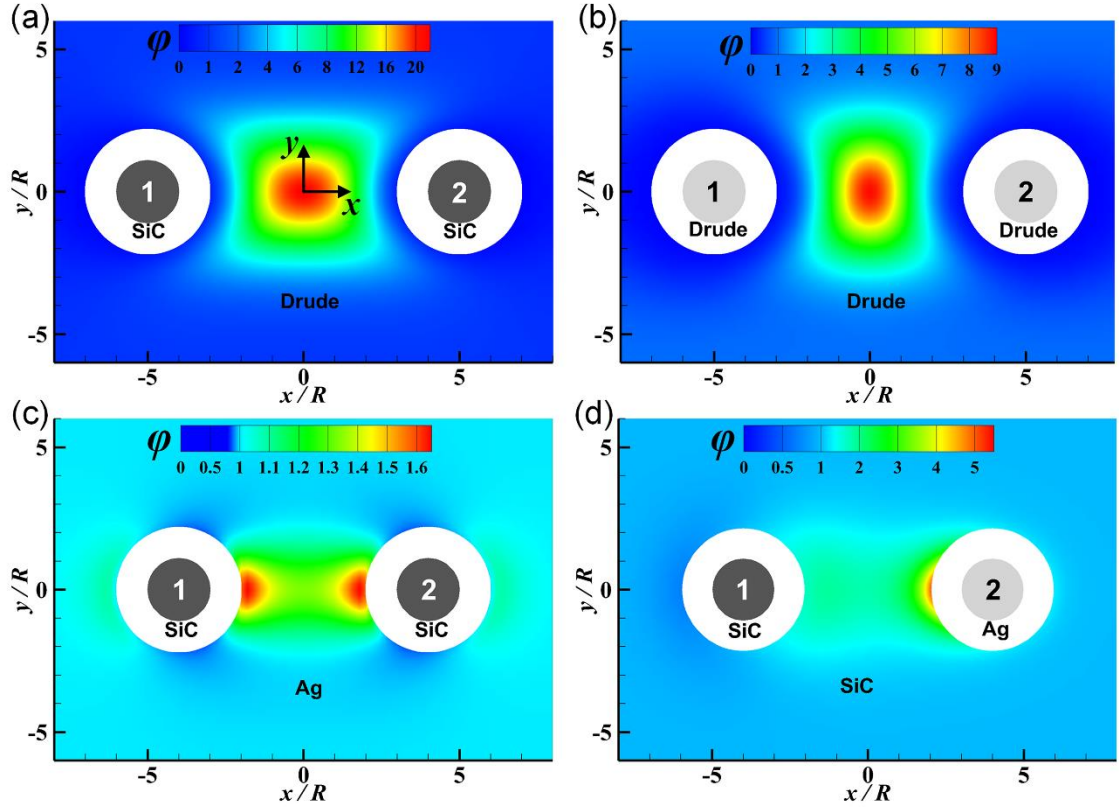 (a)
φ
0 1 2 4 6 8 12 16 20
5
0
-5
y/R
1
SiC
y
x
2
SiC
Drude
-5 0 5
x/R
(b)
φ
0 1 2 3 4 5 6 7 8 9
5
0
-5
y/R
1
Drude
2
Drude
Drude
-5 0 5
x/R
(c)
φ
0 0.5 1 1.1 1.2 1.3 1.4 1.5 1.6
5
0
-5
y/R
1
SiC
2
SiC
Ag
-5 0 5
x/R
(d)
φ
0 0.5 1 2 3 4 5
5
0
-5
y/R
1
SiC
2
Ag
SiC
-5 0 5
x/R